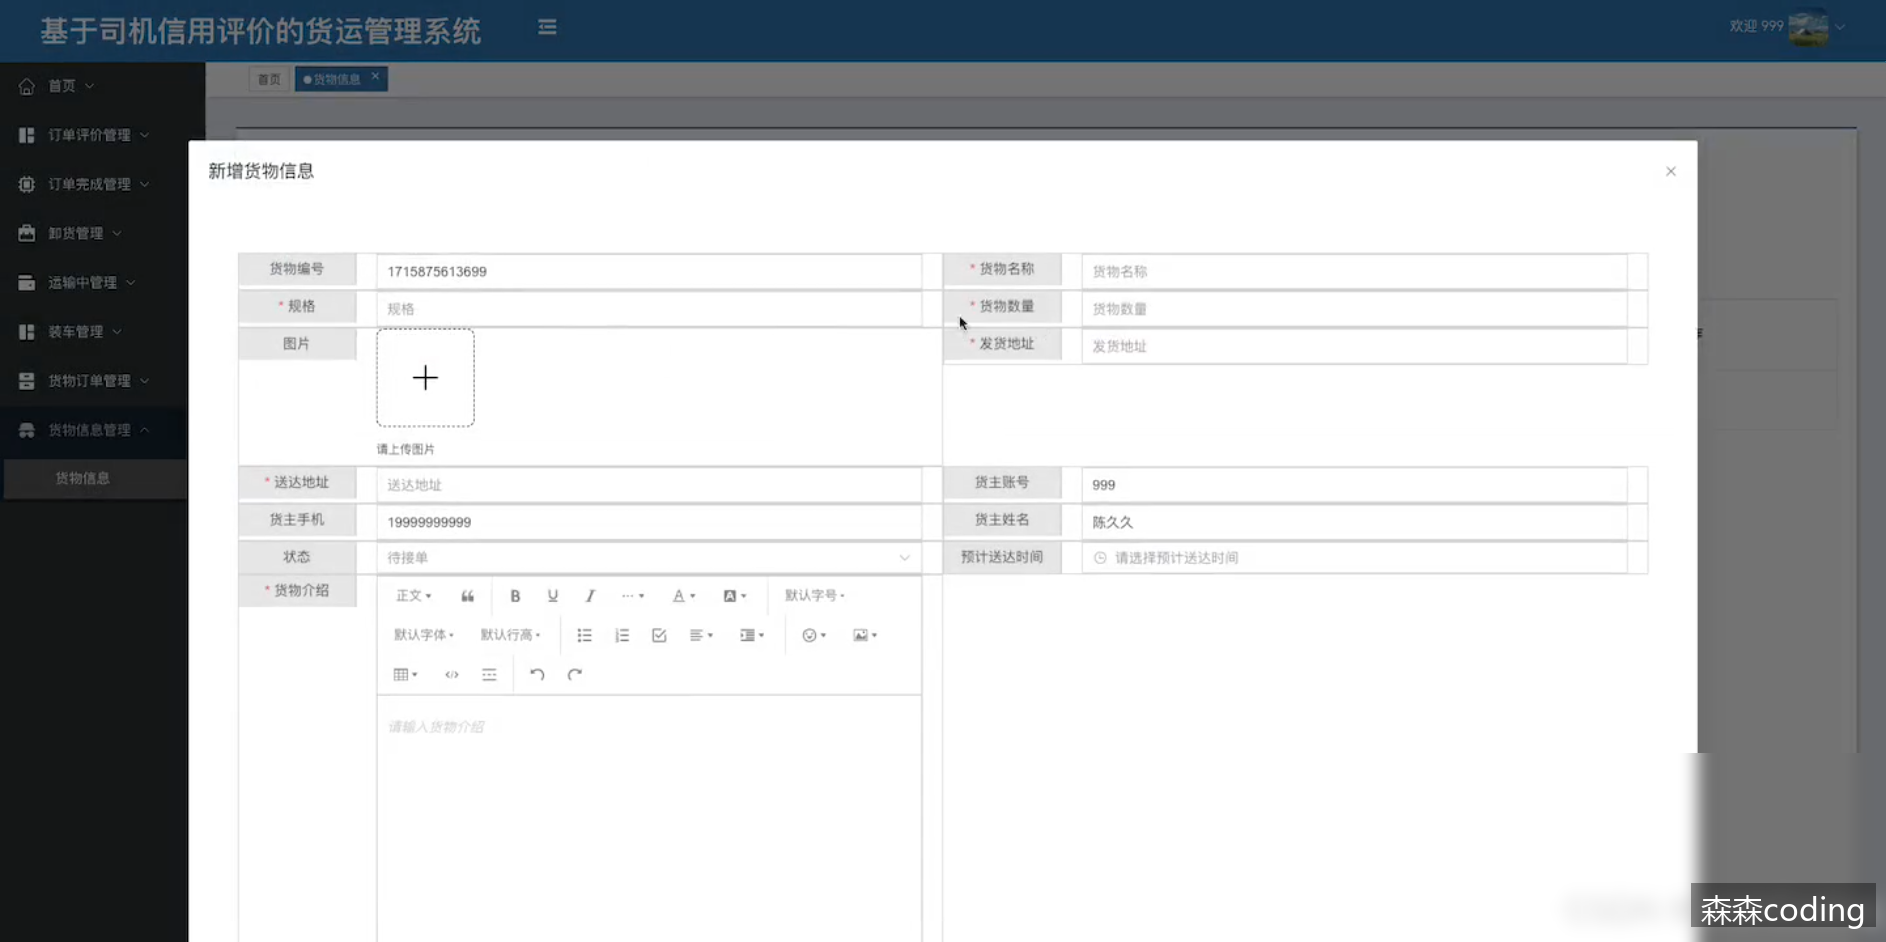 基于司机信用评价的货运管理系统
欢迎 999
首页
订单评价管理
订单完成管理
卸货管理
运输中管理
装车管理
货物订单管理
货物信息管理
货物信息
首页
货物信息
新增货物信息
货物编号
1715875613699
* 货物名称
货物名称
* 规格
规格
* 货物数量
货物数量
图片
请上传图片
* 发货地址
发货地址
* 送达地址
送达地址
货主账号
999
货主手机
19999999999
货主姓名
陈久久
状态
待接单
预计送达时间
请选择预计送达时间
* 货物介绍
正文
B
U
I
A
A
默认字号
默认字体
默认行高
请输入货物介绍
森森coding